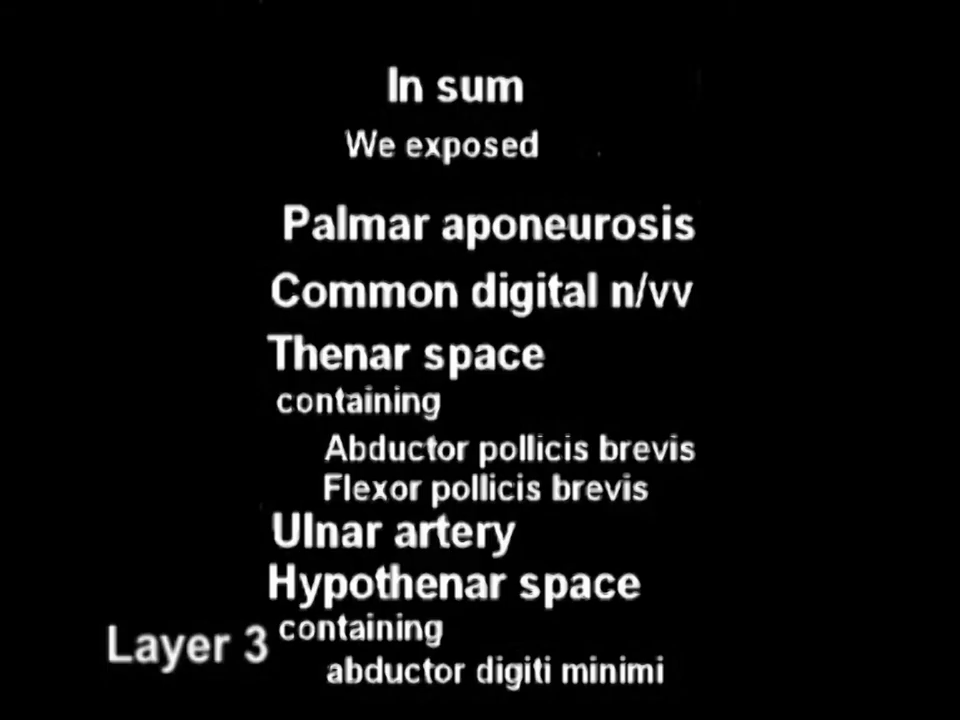 In sum
We exposed
Palmar aponeurosis
Common digital n/vv
Thenar space
containing
Abductor pollicis brevis
Flexor pollicis brevis
Ulnar artery
Hypothenar space
containing
Layer 3
abductor digiti minimi